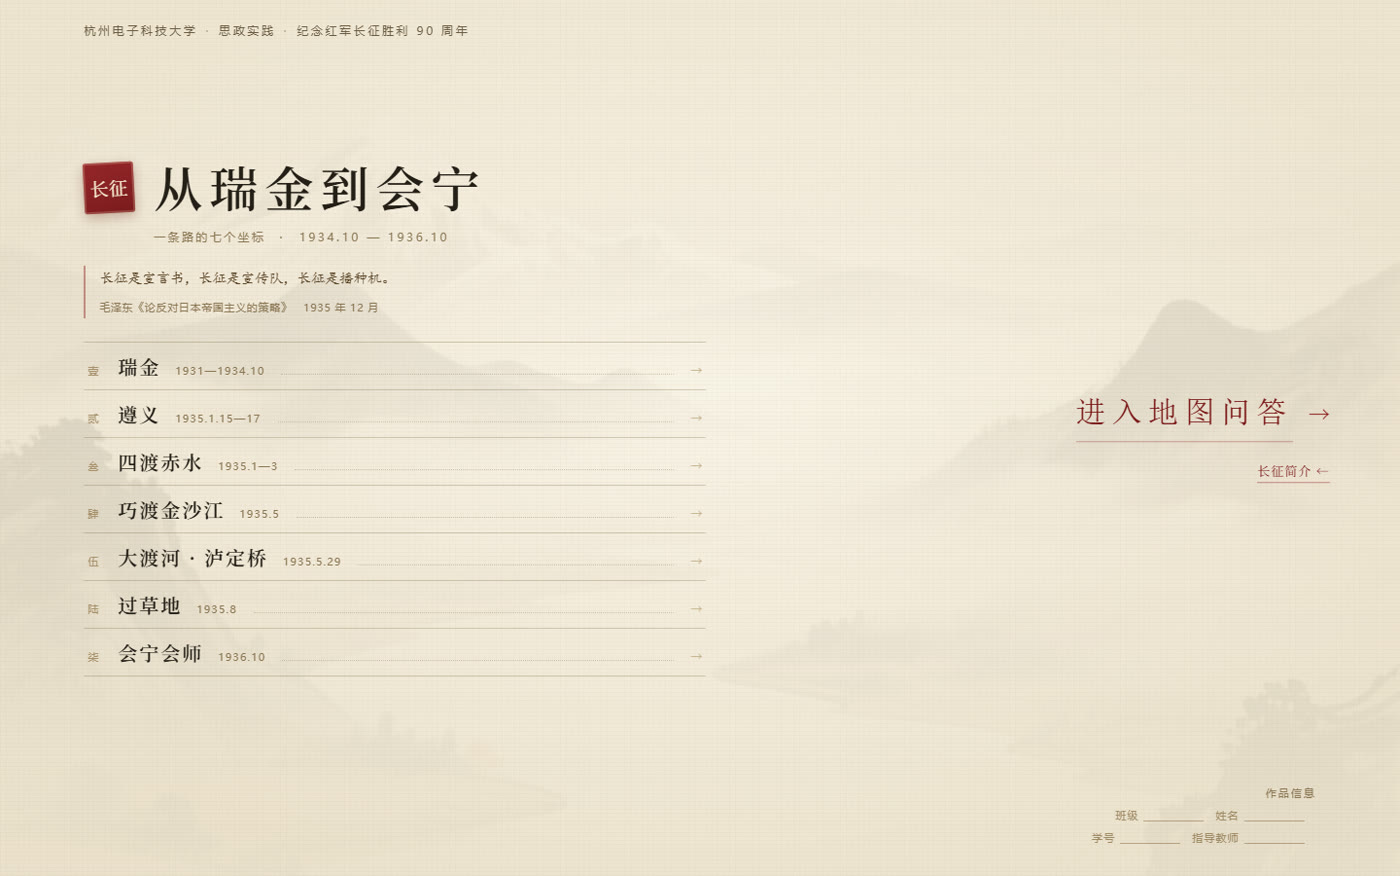 杭州电子科技大学 · 思政实践 · 纪念红军长征胜利 90 周年
长征
从瑞金到会宁
一条路的七个坐标 · 1934.10 — 1936.10
长征是宣言书，长征是宣传队，长征是播种机。
毛泽东《论反对日本帝国主义的策略》 1935 年 12 月
壹 瑞金 1931—1934.10 →
贰 遵义 1935.1.15—17 →
叁 四渡赤水 1935.1—3 →
肆 巧渡金沙江 1935.5 →
伍 大渡河 · 泸定桥 1935.5.29 →
陆 过草地 1935.8 →
柒 会宁会师 1936.10 →
进入地图问答 →
长征简介 ←
作品信息
班级 ________ 姓名 ________
学号 ________ 指导教师 ________